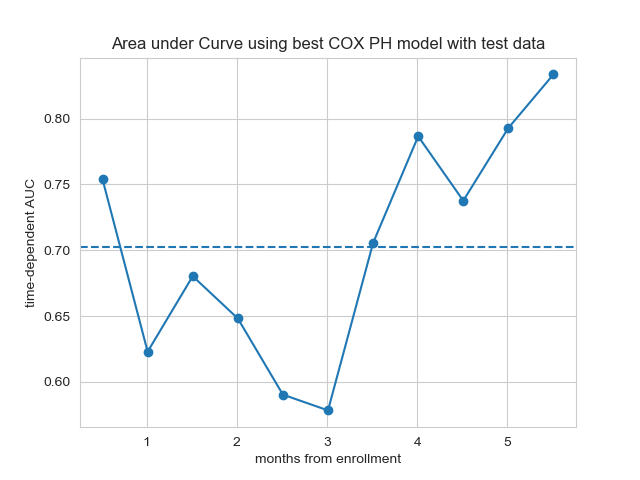 Area under Curve using best COX PH model with test data
time-dependent AUC
0.80
0.75
0.70
0.65
0.60
1 2 3 4 5
months from enrollment